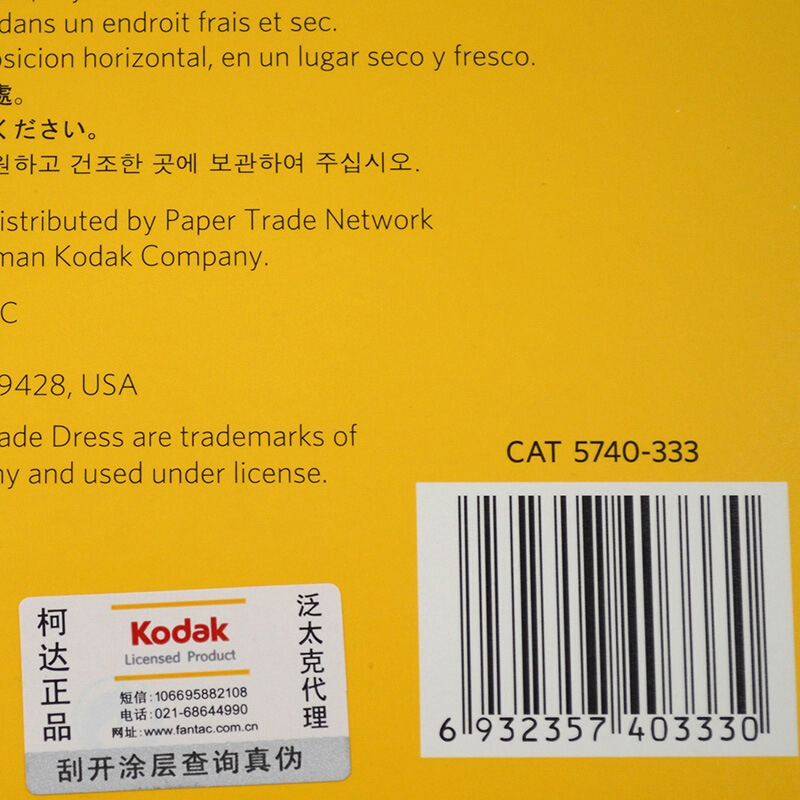 dans un endroit frais et sec.
sicion horizontal, en un lugar seco y fresco.
處。
ください。
원하고 건조한 곳에 보관하여 주십시오.
istributed by Paper Trade Network
man Kodak Company.
C
9428, USA
ade Dress are trademarks of
ny and used under license.
CAT 5740-333
6 932357 403330
柯达正品
Kodak
Licensed Product
短信:106695882108
电话:021-68644990
网址:www.fantac.com.cn
泛太克代理
刮开涂层查询真伪